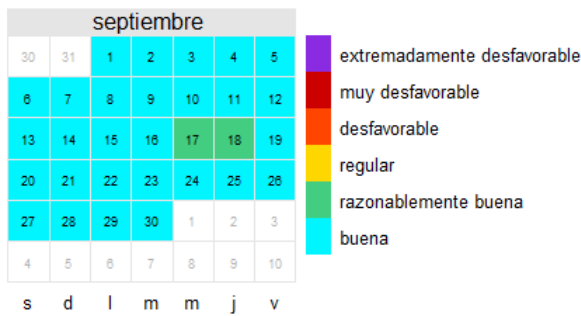 septiembre
30 31 1 2 3 4 5
6 7 8 9 10 11 12
13 14 15 16 17 18 19
20 21 22 23 24 25 26
27 28 29 30 1 2 3
4 5 6 7 8 9 10
s d l m m j v
extremadamente desfavorable
muy desfavorable
desfavorable
regular
razonablemente buena
buena